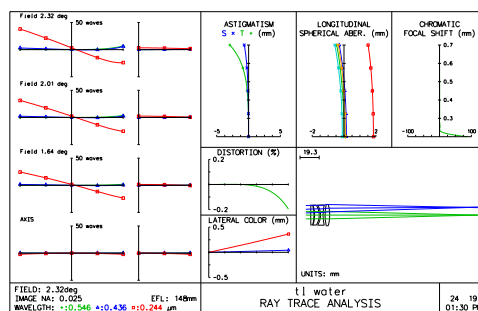 Field 2.32 deg
50 waves
Field 2.01 deg
50 waves
Field 1.64 deg
50 waves
AXIS
50 waves
ASTIGMATISM
S × T + (mm)
-5
5
LONGITUDINAL
SPHERICAL ABER. (mm)
-2
2
CHROMATIC
FOCAL SHIFT (mm)
0.7
0.6
0.5
0.4
0.3
-100
100
DISTORTION (%)
0.2
-0.2
LATERAL COLOR (mm)
0.5
-0.5
19.3
UNITS: mm
FIELD: 2.32deg
IMAGE NA: 0.025
EFL: 148mm
WAVELGTH: +:0.546 ▵:0.436 □:0.244 µm
tl water
RAY TRACE ANALYSIS
24 19
01:30 P